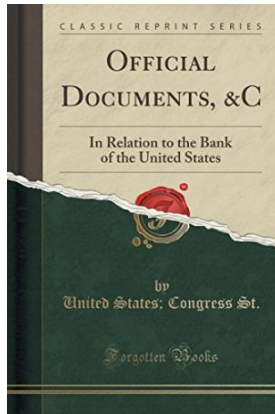 CLASSIC REPRINT SERIES
OFFICIAL
DOCUMENTS, &C
In Relation to the Bank
of the United States
by
United States; Congress St.
Forgotten Books